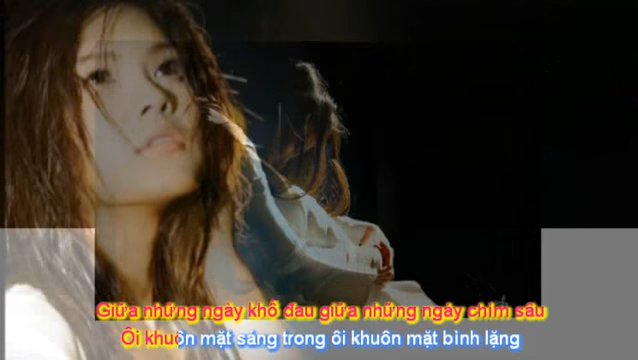 Giữa những ngày khổ đau giữa những ngày chìm sâu
Ôi khuôn mặt sáng trong ôi khuôn mặt bình lặng